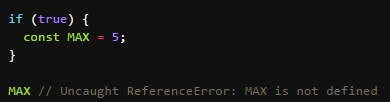 if (true) {
  const MAX = 5;
}

MAX // Uncaught ReferenceError: MAX is not defined